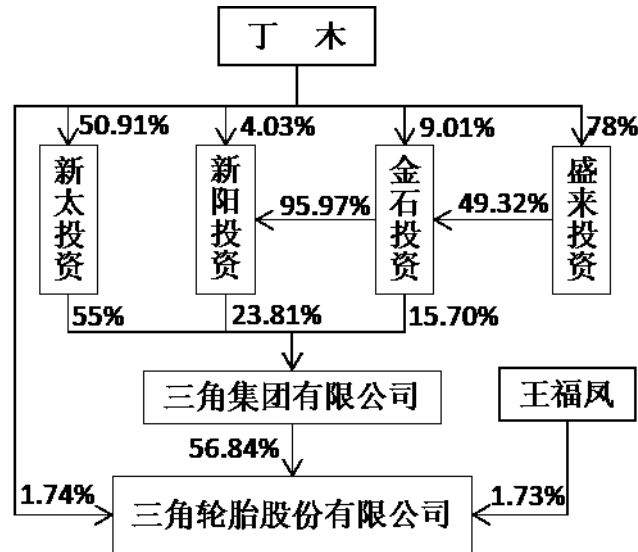 丁 木
50.91%
4.03%
9.01%
78%
新太投资
新阳投资
金石投资
盛来投资
95.97%
49.32%
55%
23.81%
15.70%
三角集团有限公司
王福凤
56.84%
1.74%
三角轮胎股份有限公司
1.73%